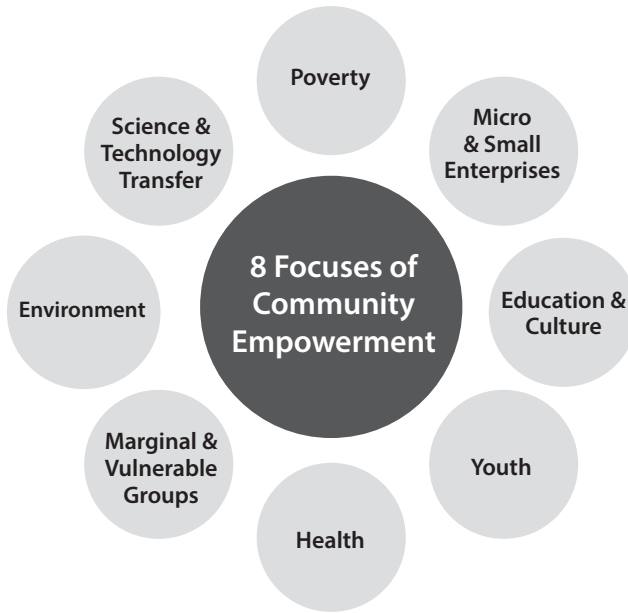 8 Focuses of
Community
Empowerment
Poverty
Micro
& Small
Enterprises
Education &
Culture
Youth
Health
Marginal &
Vulnerable
Groups
Environment
Science &
Technology
Transfer